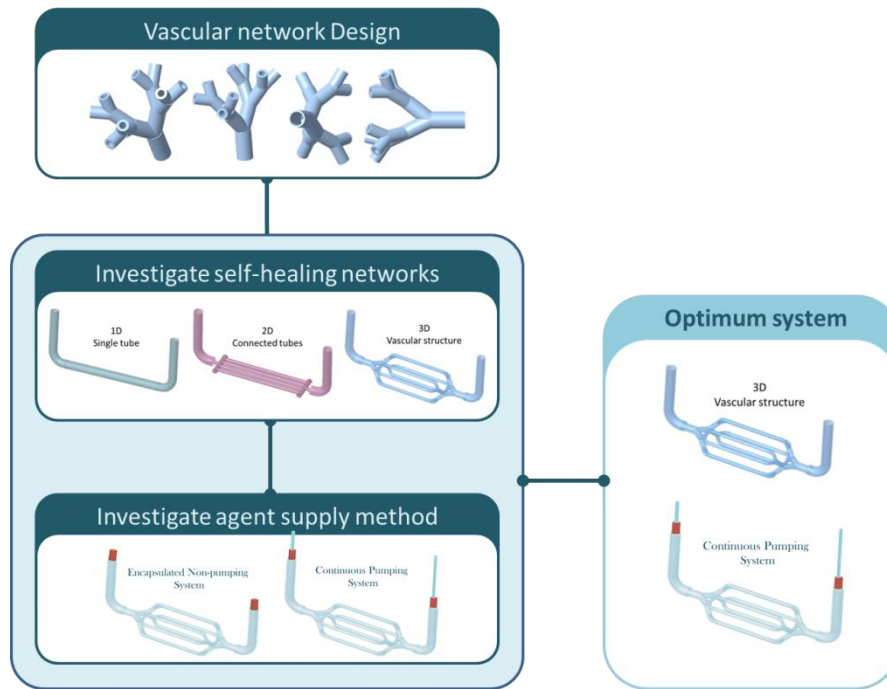 Vascular network Design
Investigate self-healing networks
1D
Single tube
2D
Connected tubes
3D
Vascular structure
Investigate agent supply method
Encapsulated Non-pumping
System
Continuous Pumping
System
Optimum system
3D
Vascular structure
Continuous Pumping
System